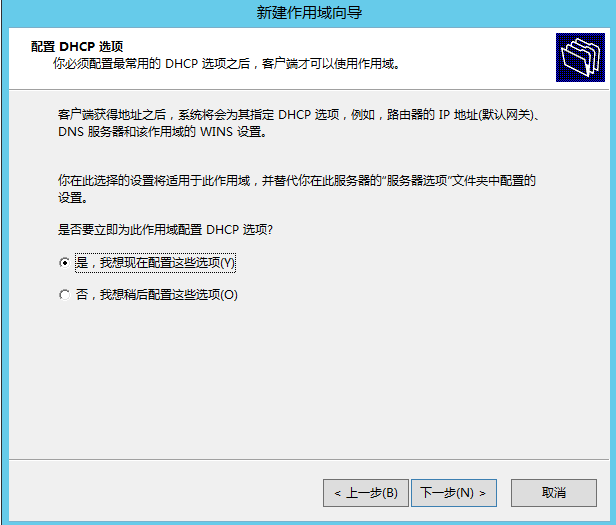 新建作用域向导
配置 DHCP 选项
你必须配置最常用的 DHCP 选项之后，客户端才可以使用作用域。
客户端获得地址之后，系统将会为其指定 DHCP 选项，例如，路由器的 IP 地址(默认网关)、
DNS 服务器和该作用域的 WINS 设置。
你在此选择的设置将适用于此作用域，并替代你在此服务器的“服务器选项”文件夹中配置的
设置。
是否要立即为此作用域配置 DHCP 选项?
是，我想现在配置这些选项(Y)
否，我想稍后配置这些选项(O)
< 上一步(B) 下一步(N) > 取消